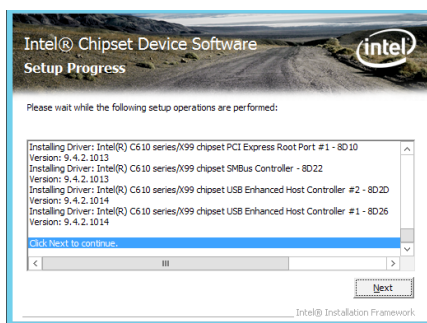 Intel® Chipset Device Software
Setup Progress
intel
Please wait while the following setup operations are performed:
Installing Driver: Intel(R) C610 series/X99 chipset PCI Express Root Port #1 - 8D10
Version: 9.4.2.1013
Installing Driver: Intel(R) C610 series/X99 chipset SMBus Controller - 8D22
Version: 9.4.2.1013
Installing Driver: Intel(R) C610 series/X99 chipset USB Enhanced Host Controller #2 - 8D2D
Version: 9.4.2.1014
Installing Driver: Intel(R) C610 series/X99 chipset USB Enhanced Host Controller #1 - 8D26
Version: 9.4.2.1014
Click Next to continue.
Next
Intel® Installation Framework